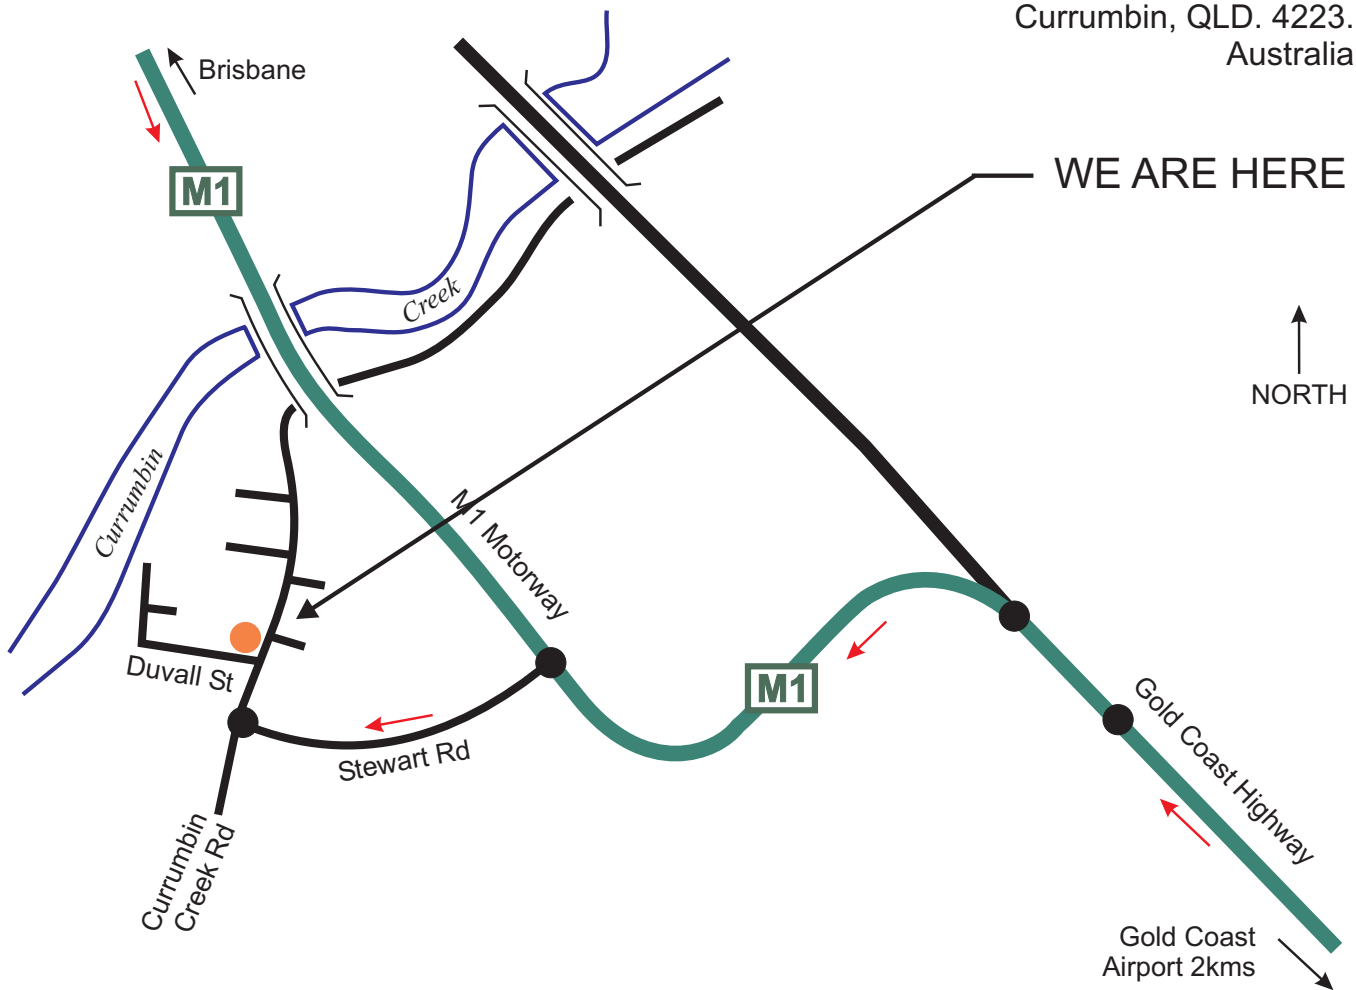 Currumbin, QLD. 4223.
Australia
Brisbane
WE ARE HERE
M1
Creek
NORTH
Currumbin
M1 Motorway
Duvall St
M1
Stewart Rd
Gold Coast Highway
Currumbin
Creek Rd
Gold Coast
Airport 2kms